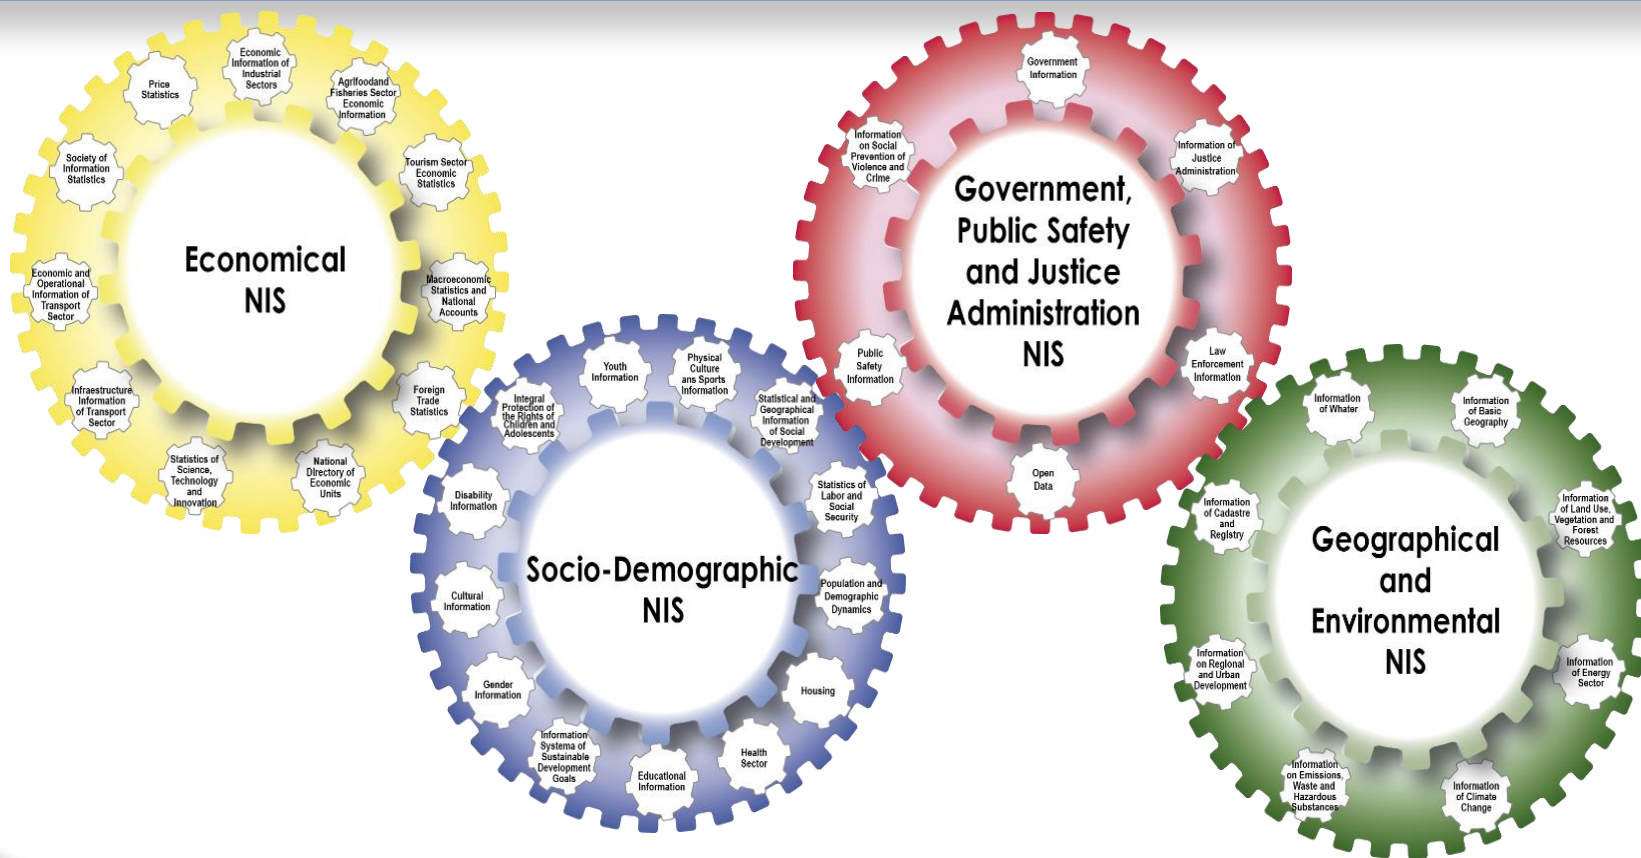 Economical
NIS
Economic
Information of
Industrial
Sectors
Agrifoodand
Fisheries Sector
Economic
Information
Tourism Sector
Economic
Statistics
Macroeconomic
Statistics and
National
Accounts
Foreign
Trade
Statistics
National
Directory of
Economic
Units
Statistics of
Science,
Technology
and
Innovation
Infraestructure
Information
of Transport
Sector
Economic and
Operational
Information of
Transport
Sector
Society of
Information
Statistics
Price
Statistics
Socio-Demographic
NIS
Youth
Information
Physical
Culture
ans Sports
Information
Statistical and
Geographical
Information
of Social
Development
Statistics of
Labor and
Social
Security
Population and
Demographic
Dynamics
Housing
Health
Sector
Educational
Information
Information
Systema of
Sustainable
Development
Goals
Gender
Information
Cultural
Information
Disability
Information
Integral
Protection of
the Rights of
Children and
Adolescents
Government,
Public Safety
and Justice
Administration
NIS
Government
Information
Information of
Justice
Administration
Law
Enforcement
Information
Open
Data
Public
Safety
Information
Information
on Social
Prevention of
Violence and
Crime
Geographical
and
Environmental
NIS
Information
of Whater
Information
of Basic
Geography
Information
of Land Use,
Vegetation and
Forest
Resources
Information
of Energy
Sector
Information
of Climate
Change
Information
on Emissions,
Waste and
Hazardous
Substances
Information
on Regional
and Urban
Development
Information
of Cadastre
and
Registry